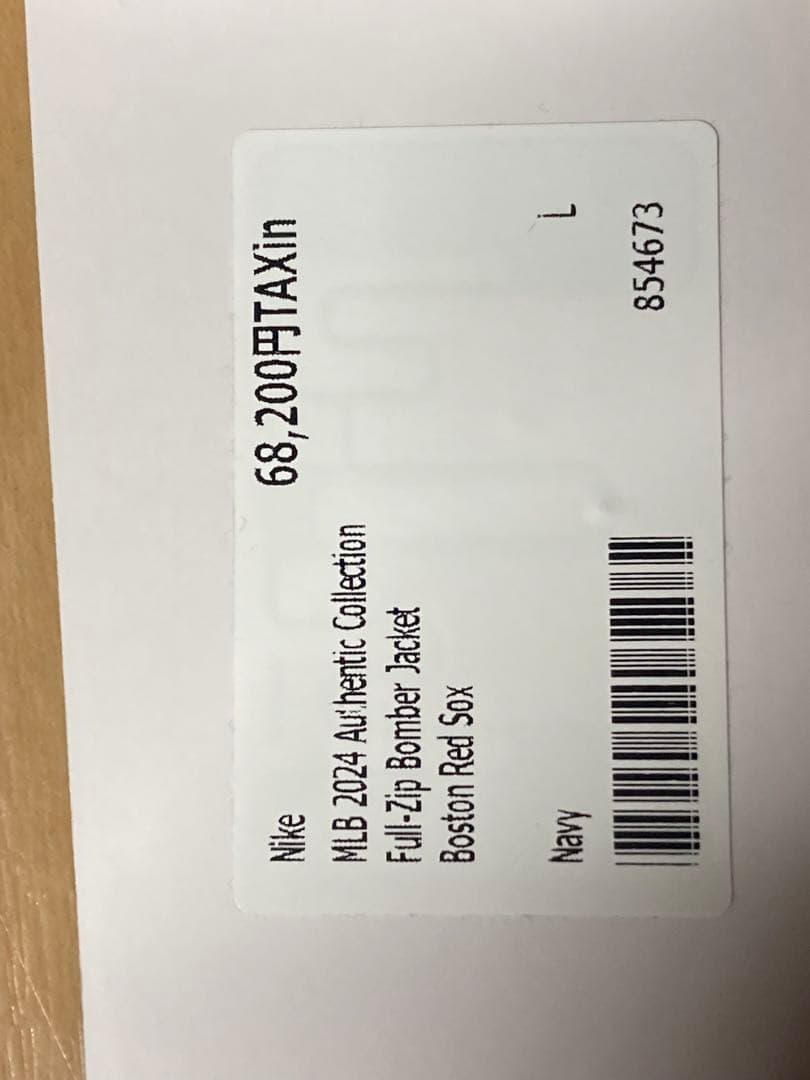 Nike
68,200円TAXin
MLB 2024 Authentic Collection
Full-Zip Bomber Jacket
Boston Red Sox
Navy
L
854673